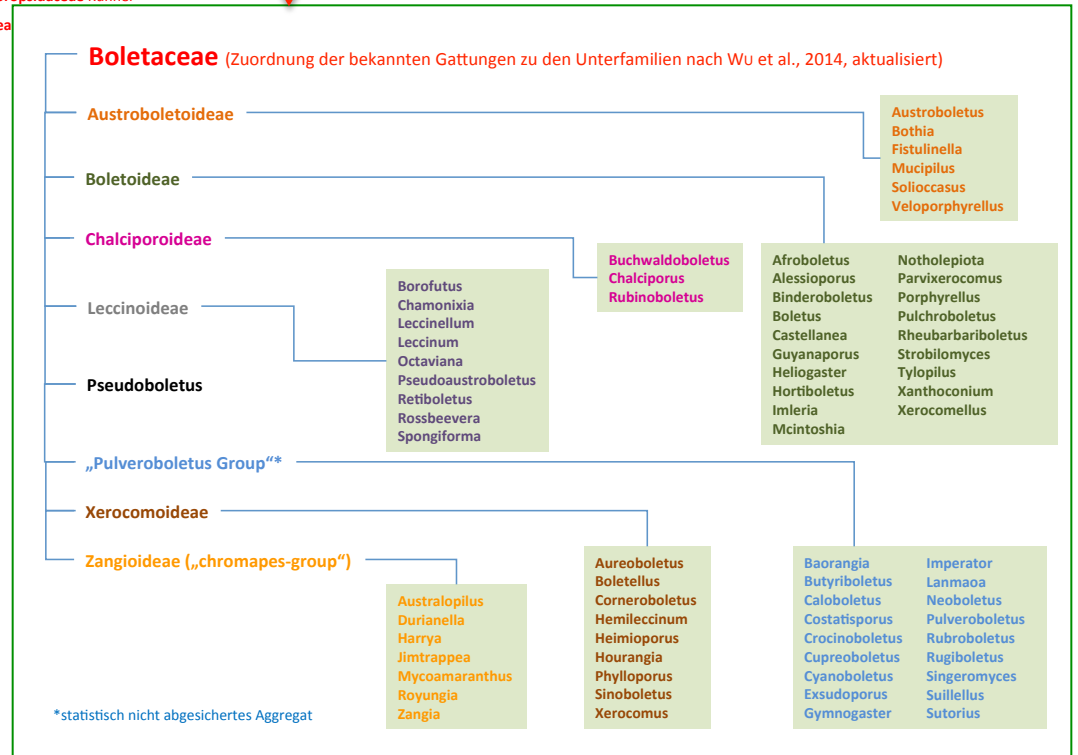 Boletaceae (Zuordnung der bekannten Gattungen zu den Unterfamilien nach Wu et al., 2014, aktualisiert)
Austroboletoideae
Austroboletus
Bothia
Fistulinella
Mucipilus
Solioccasus
Veloporphyrellus
Boletoideae
Afroboletus
Alessioporus
Binderoboletus
Boletus
Castellanea
Guyanaporus
Heliogaster
Hortiboletus
Imleria
Mcintoshia
Notholepiota
Parvixerocomus
Porphyrellus
Pulchroboletus
Rheubarbariboletus
Strobilomyces
Tylopilus
Xanthoconium
Xerocomellus
Chalciporoideae
Buchwaldoboletus
Chalciporus
Rubinoboletus
Leccinoideae
Borofutus
Chamonixia
Leccinellum
Leccinum
Octaviana
Pseudoaustroboletus
Retiboletus
Rossbeevera
Spongiforma
Pseudoboletus
„Pulveroboletus Group“*
Baorangia
Butyriboletus
Caloboletus
Costatisporus
Crocinoboletus
Cupreoboletus
Cyanoboletus
Exsudoporus
Gymnogaster
Imperator
Lanmaoa
Neoboletus
Pulveroboletus
Rubroboletus
Rugiboletus
Singeromyces
Suillellus
Sutorius
Xerocomoideae
Aureoboletus
Boletellus
Corneroboletus
Hemileccinum
Heimioporus
Hourangia
Phylloporus
Sinoboletus
Xerocomus
Zangioideae („chromapes-group“)
Australopilus
Durianella
Harrya
Jimtrappea
Mycoamaranthus
Royungia
Zangia
*statistisch nicht abgesichertes Aggregat